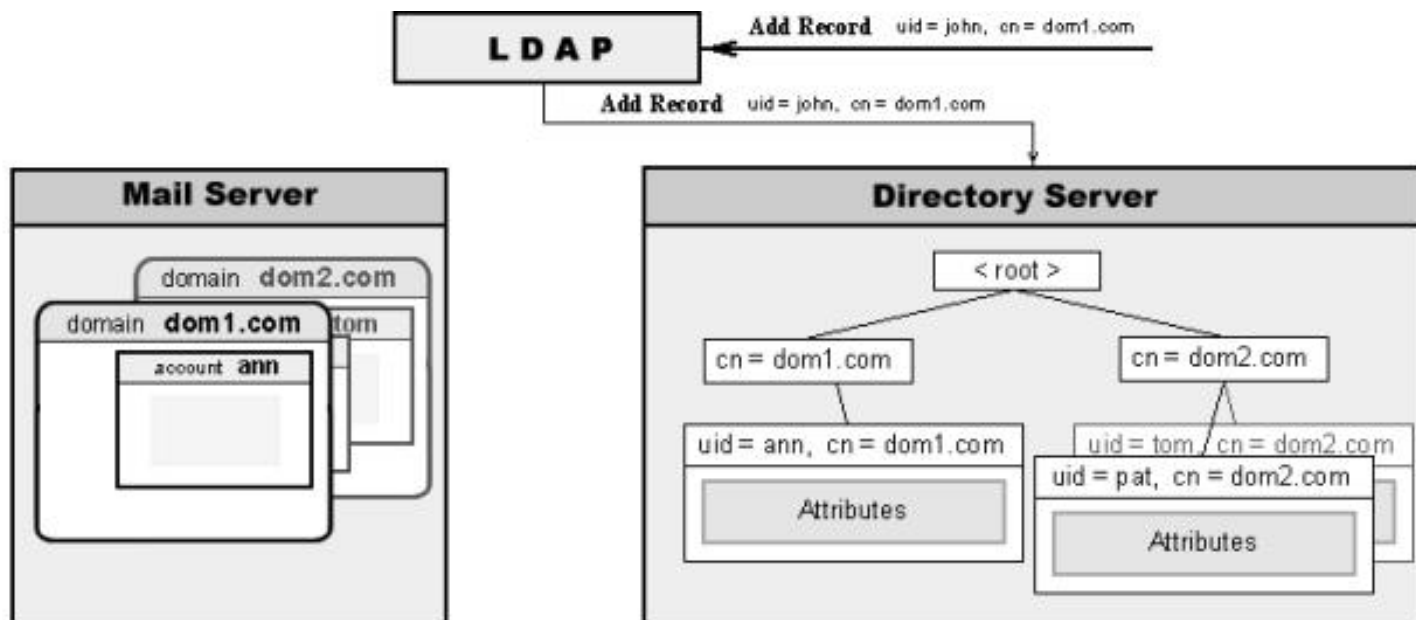 Add Record uid = john, cn = dom1.com
LDAP
Add Record uid = john, cn = dom1.com
Mail Server
domain dom2.com
tom
domain dom1.com
account ann
Directory Server
< root >
cn = dom1.com
cn = dom2.com
uid = ann, cn = dom1.com
Attributes
uid = tom, cn = dom2.com
uid = pat, cn = dom2.com
Attributes